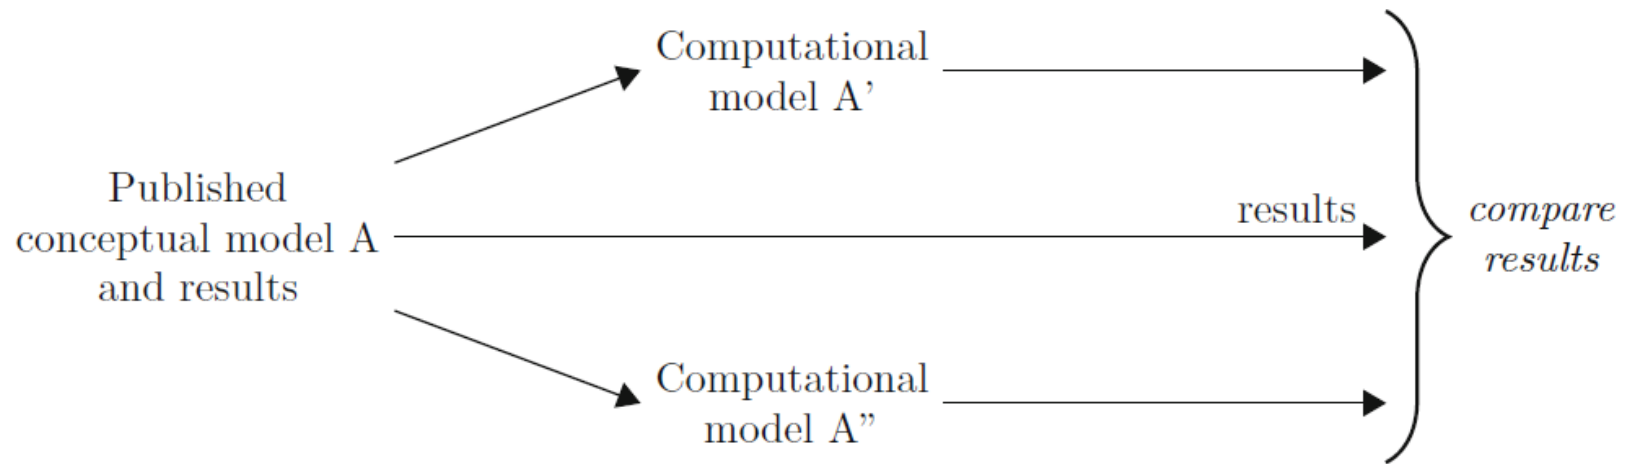 Published
conceptual model A
and results
Computational
model A'
results
Computational
model A”
compare
results